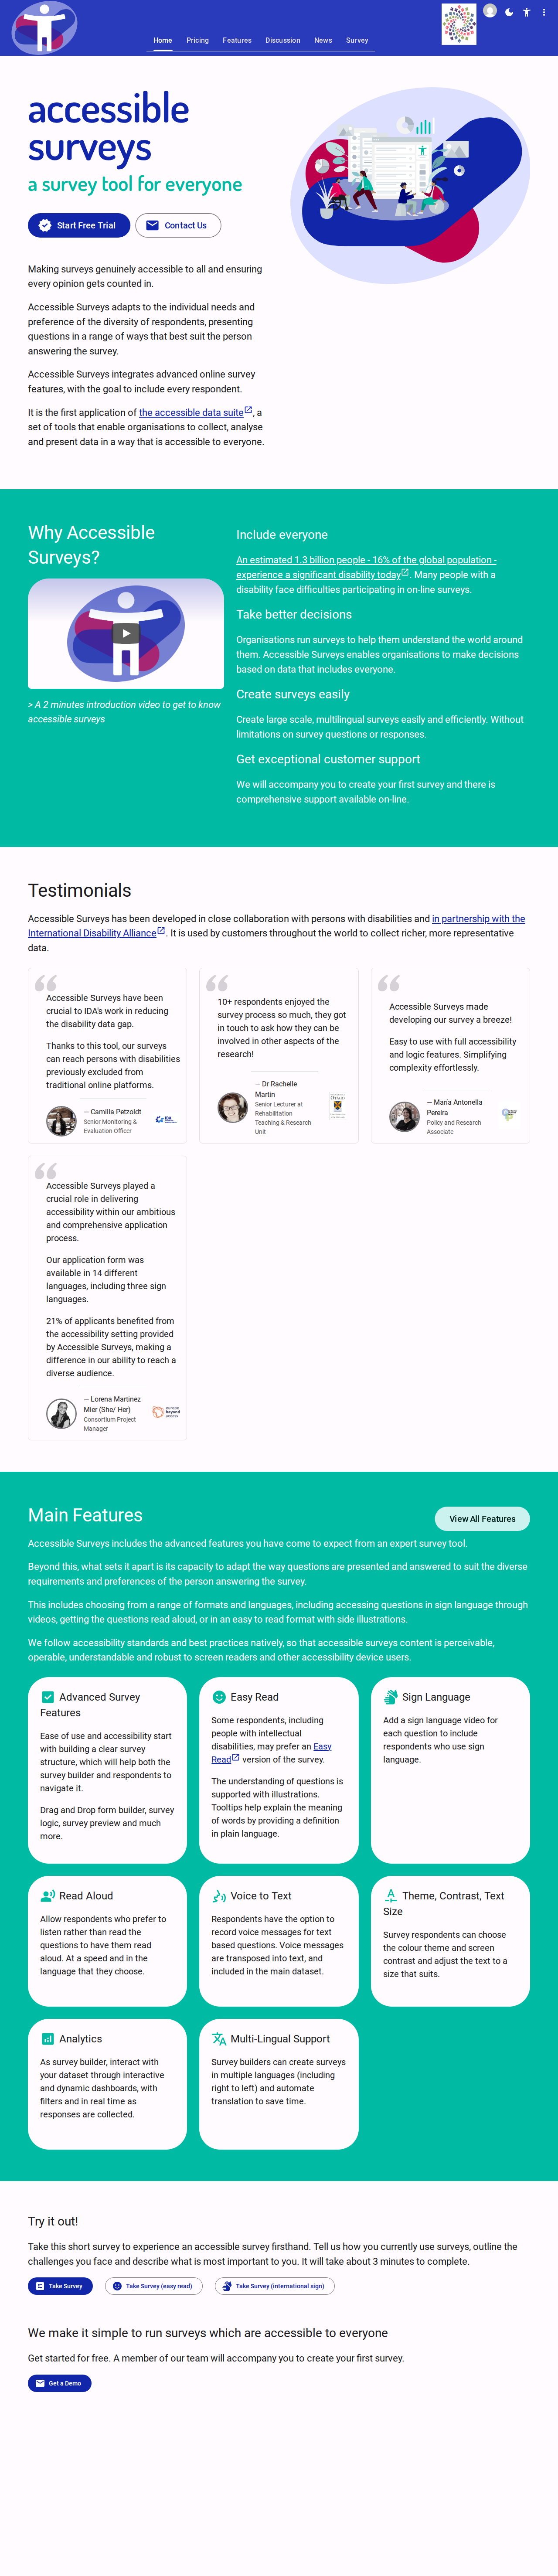 Home Pricing Features Discussion News Survey
accessible
surveys
a survey tool for everyone
Start Free Trial
Contact Us
Making surveys genuinely accessible to all and ensuring
every opinion gets counted in.
Accessible Surveys adapts to the individual needs and
preference of the diversity of respondents, presenting
questions in a range of ways that best suit the person
answering the survey.
Accessible Surveys integrates advanced online survey
features, with the goal to include every respondent.
It is the first application of the accessible data suite, a
set of tools that enable organisations to collect, analyse
and present data in a way that is accessible to everyone.
Why Accessible
Surveys?
> A 2 minutes introduction video to get to know
accessible surveys
Include everyone
An estimated 1.3 billion people - 16% of the global population -
experience a significant disability today. Many people with a
disability face difficulties participating in on-line surveys.
Take better decisions
Organisations run surveys to help them understand the world around
them. Accessible Surveys enables organisations to make decisions
based on data that includes everyone.
Create surveys easily
Create large scale, multilingual surveys easily and efficiently. Without
limitations on survey questions or responses.
Get exceptional customer support
We will accompany you to create your first survey and there is
comprehensive support available on-line.
Testimonials
Accessible Surveys has been developed in close collaboration with persons with disabilities and in partnership with the
International Disability Alliance. It is used by customers throughout the world to collect richer, more representative
data.
Accessible Surveys have been
crucial to IDA's work in reducing
the disability data gap.
Thanks to this tool, our surveys
can reach persons with disabilities
previously excluded from
traditional online platforms.
— Camilla Petzoldt
Senior Monitoring &
Evaluation Officer
10+ respondents enjoyed the
survey process so much, they got
in touch to ask how they can be
involved in other aspects of the
research!
— Dr Rachelle
Martin
Senior Lecturer at
Rehabilitation
Teaching & Research
Unit
Accessible Surveys made
developing our survey a breeze!
Easy to use with full accessibility
and logic features. Simplifying
complexity effortlessly.
— María Antonella
Pereira
Policy and Research
Associate
Accessible Surveys played a
crucial role in delivering
accessibility within our ambitious
and comprehensive application
process.
Our application form was
available in 14 different
languages, including three sign
languages.
21% of applicants benefited from
the accessibility setting provided
by Accessible Surveys, making a
difference in our ability to reach a
diverse audience.
— Lorena Martinez
Mier (She/ Her)
Consortium Project
Manager
europe
beyond
access
Main Features
View All Features
Accessible Surveys includes the advanced features you have come to expect from an expert survey tool.
Beyond this, what sets it apart is its capacity to adapt the way questions are presented and answered to suit the diverse
requirements and preferences of the person answering the survey.
This includes choosing from a range of formats and languages, including accessing questions in sign language through
videos, getting the questions read aloud, or in an easy to read format with side illustrations.
We follow accessibility standards and best practices natively, so that accessible surveys content is perceivable,
operable, understandable and robust to screen readers and other accessibility device users.
Advanced Survey
Features
Ease of use and accessibility start
with building a clear survey
structure, which will help both the
survey builder and respondents to
navigate it.
Drag and Drop form builder, survey
logic, survey preview and much
more.
Easy Read
Some respondents, including
people with intellectual
disabilities, may prefer an Easy
Read version of the survey.
The understanding of questions is
supported with illustrations.
Tooltips help explain the meaning
of words by providing a definition
in plain language.
Sign Language
Add a sign language video for
each question to include
respondents who use sign
language.
Read Aloud
Allow respondents who prefer to
listen rather than read the
questions to have them read
aloud. At a speed and in the
language that they choose.
Voice to Text
Respondents have the option to
record voice messages for text
based questions. Voice messages
are transposed into text, and
included in the main dataset.
Theme, Contrast, Text
Size
Survey respondents can choose
the colour theme and screen
contrast and adjust the text to a
size that suits.
Analytics
As survey builder, interact with
your dataset through interactive
and dynamic dashboards, with
filters and in real time as
responses are collected.
Multi-Lingual Support
Survey builders can create surveys
in multiple languages (including
right to left) and automate
translation to save time.
Try it out!
Take this short survey to experience an accessible survey firsthand. Tell us how you currently use surveys, outline the
challenges you face and describe what is most important to you. It will take about 3 minutes to complete.
Take Survey
Take Survey (easy read)
Take Survey (international sign)
We make it simple to run surveys which are accessible to everyone
Get started for free. A member of our team will accompany you to create your first survey.
Get a Demo